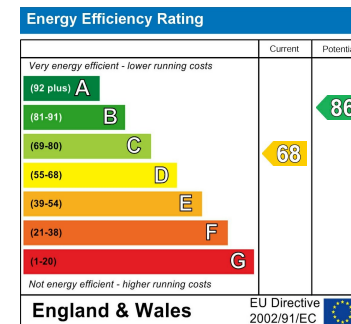 Energy Efficiency Rating
Current Potentia
Very energy efficient - lower running costs
(92 plus) A
(81-91) B
(69-80) C
(55-68) D
(39-54) E
(21-38) F
(1-20) G
68
86
Not energy efficient - higher running costs
England & Wales
EU Directive
2002/91/EC